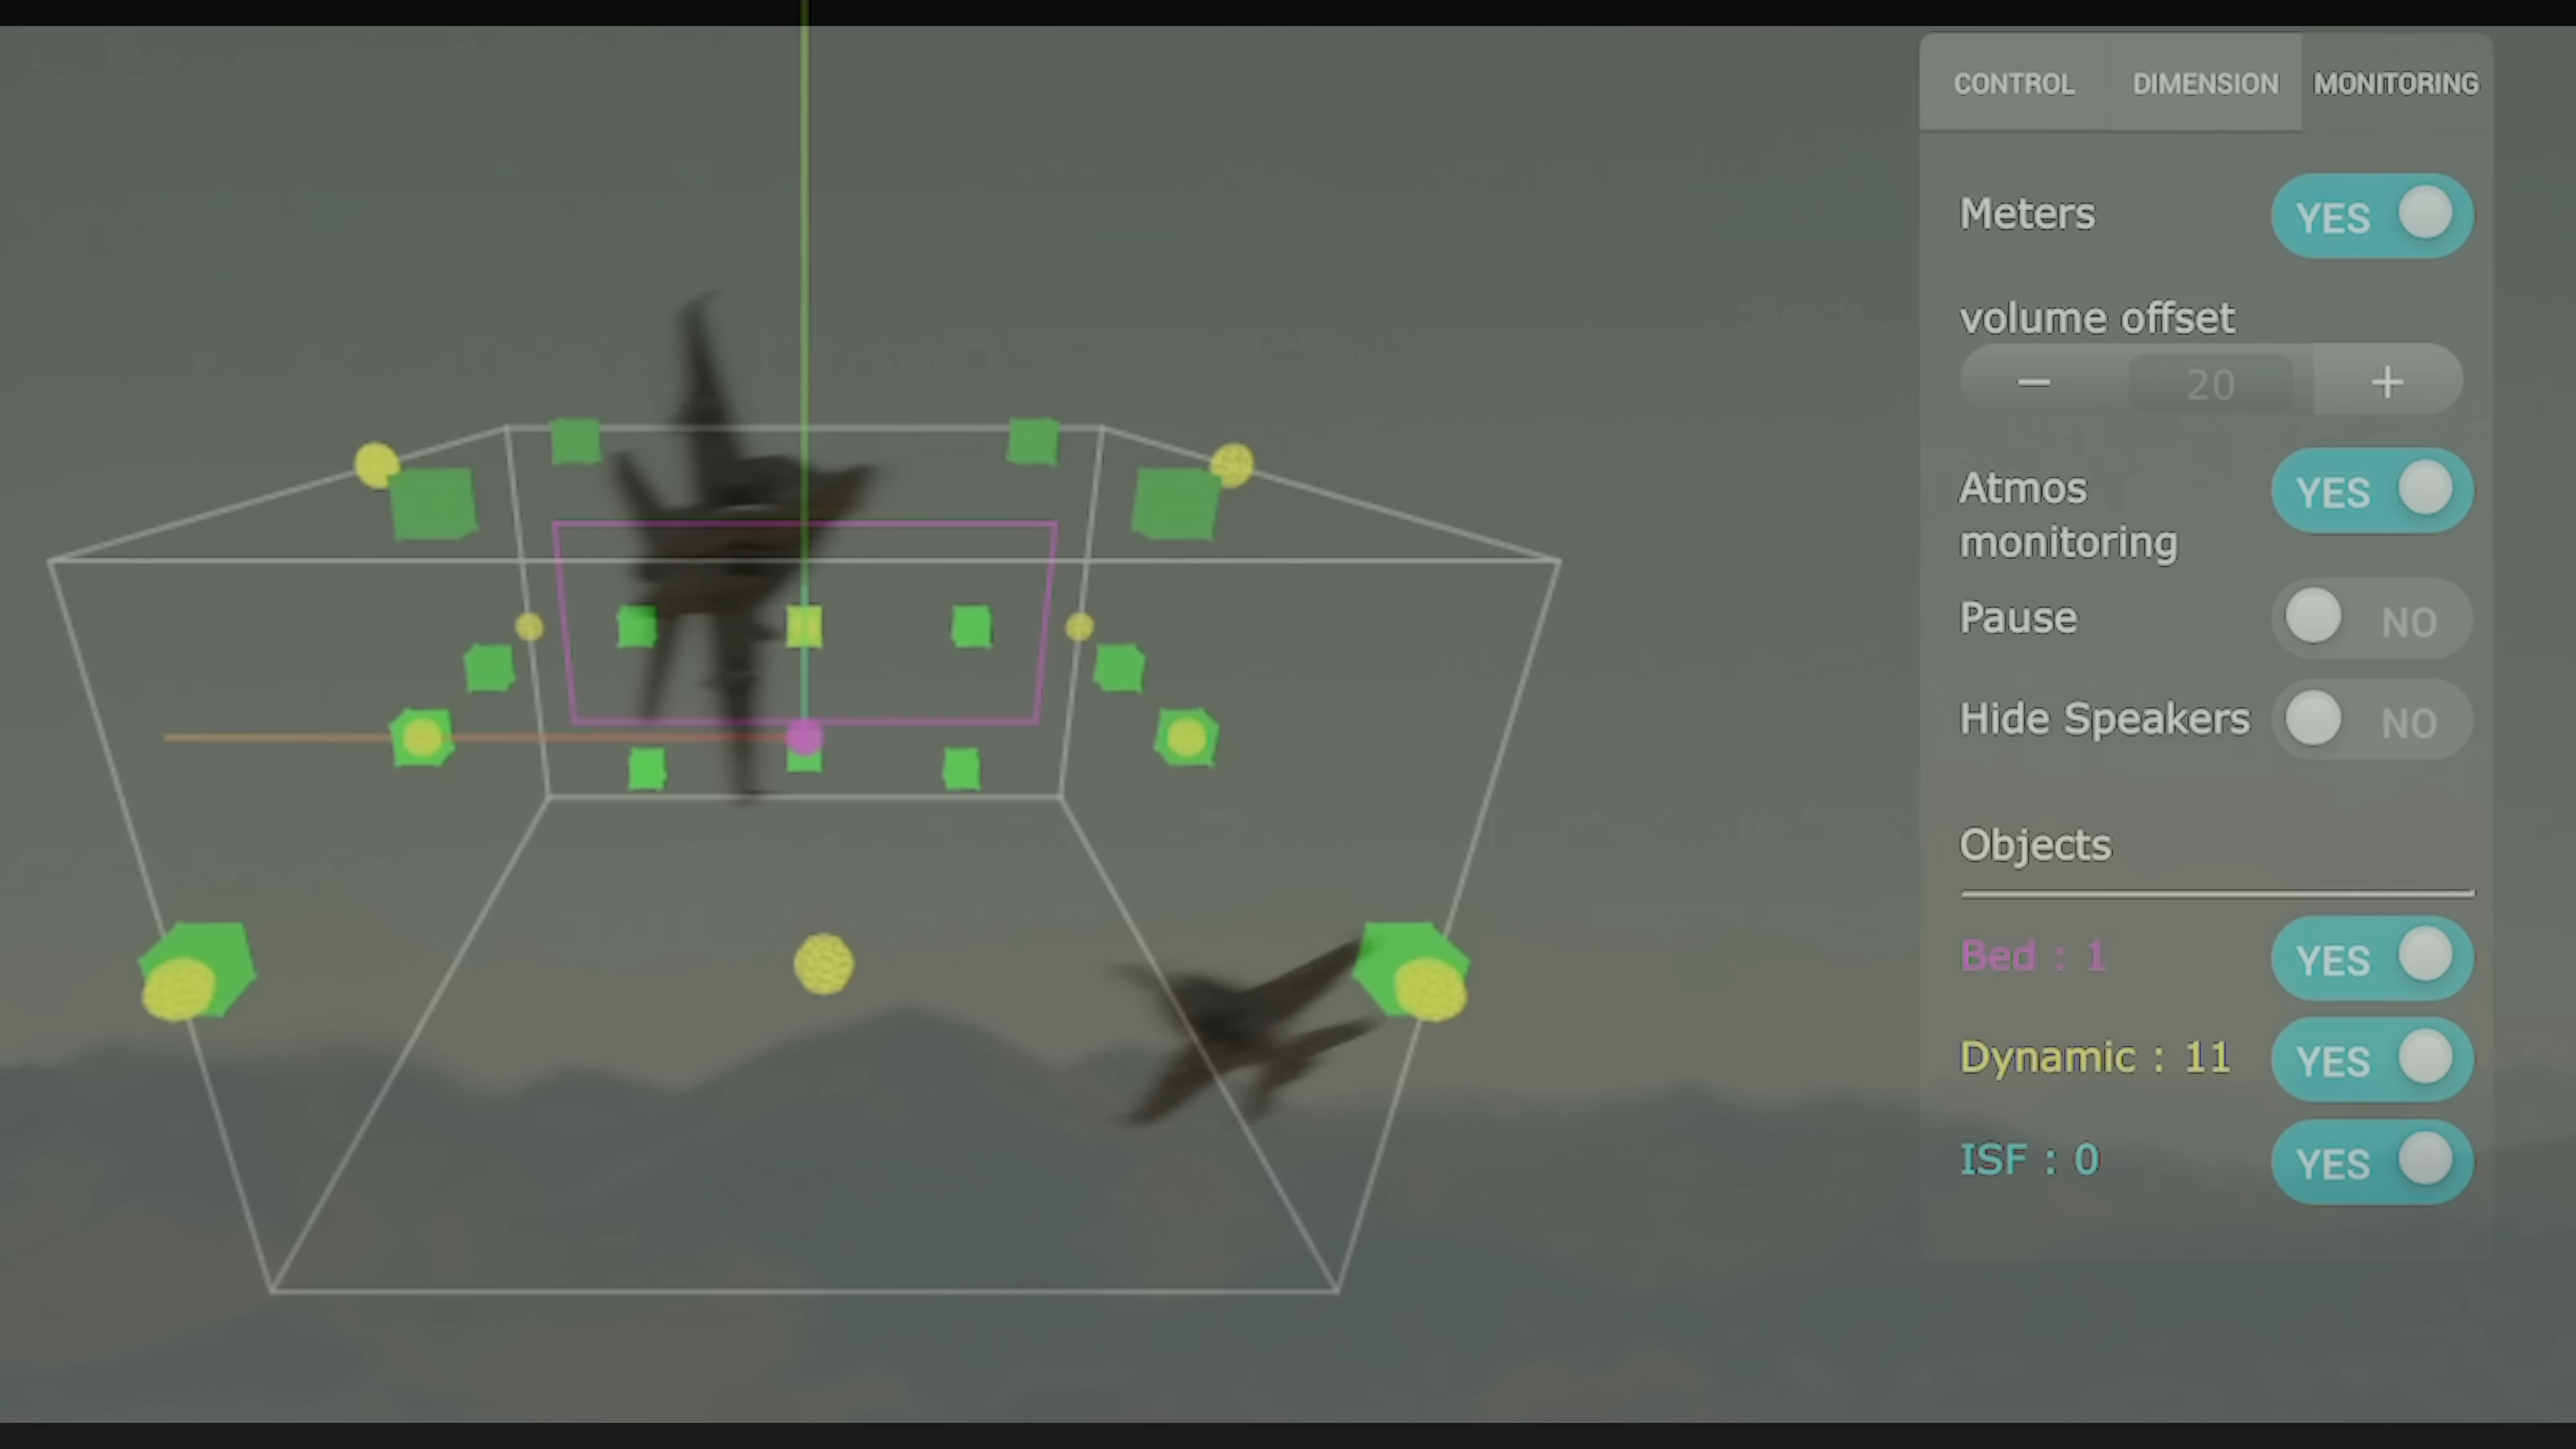 CONTROL DIMENSION MONITORING
Meters YES
volume offset
− 20 +
Atmos YES
monitoring
Pause NO
Hide Speakers NO
Objects
Bed : 1 YES
Dynamic : 11 YES
ISF : 0 YES